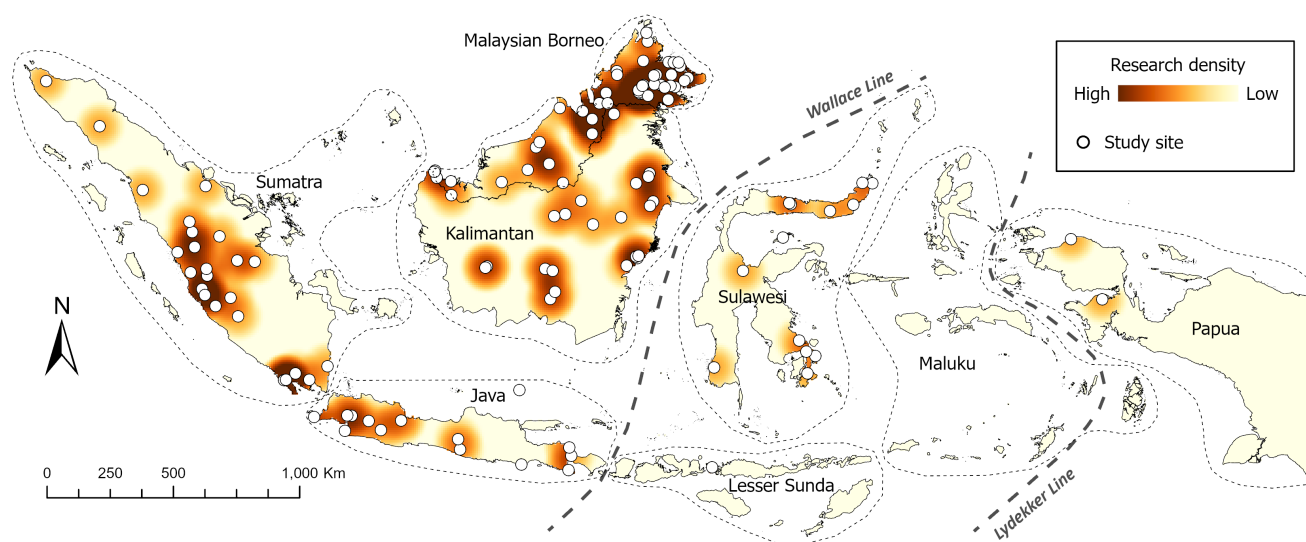 Malaysian Borneo
Wallace Line
Research density
High
Low
Study site
Sumatra
Kalimantan
Sulawesi
Papua
Maluku
N
Java
0
250
500
1,000 Km
Lesser Sunda
Lydekker Line